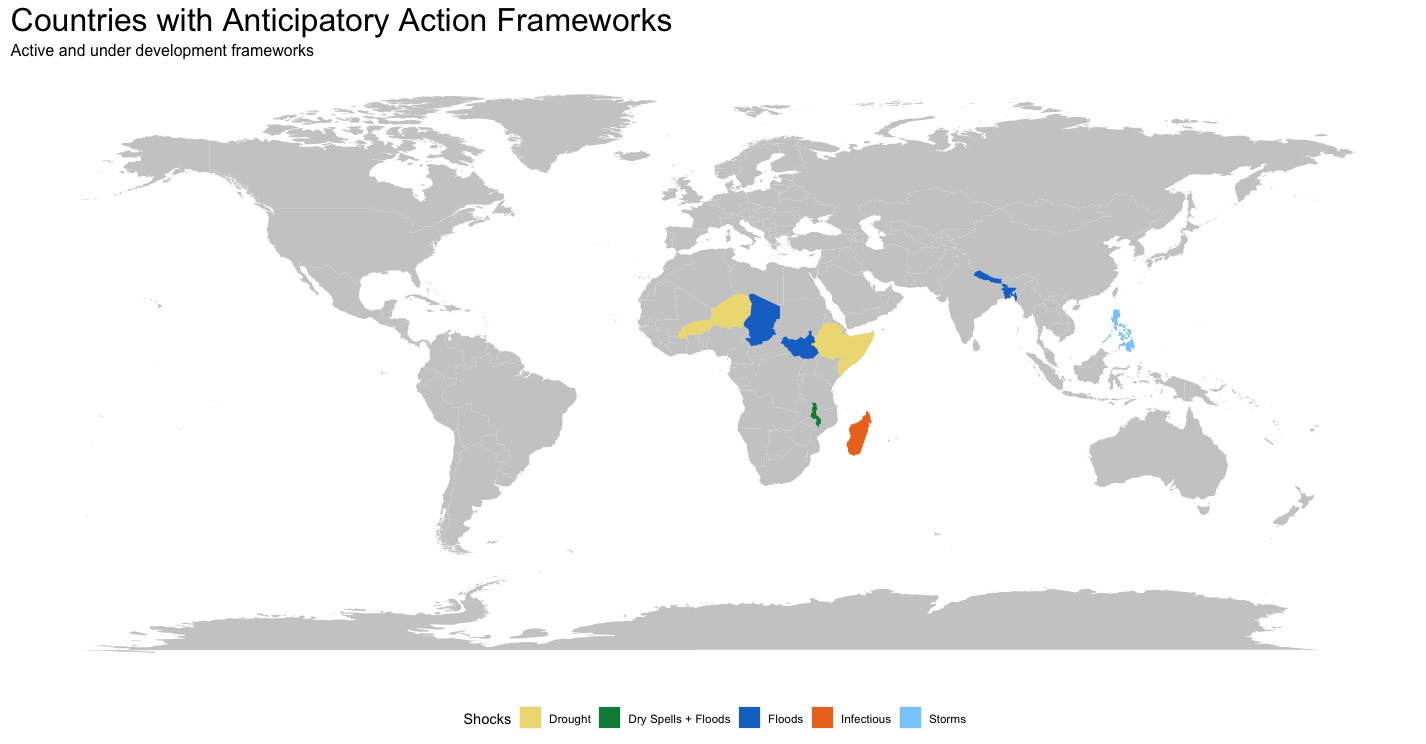 Countries with Anticipatory Action Frameworks
Active and under development frameworks
Shocks Drought Dry Spells + Floods Floods Infectious Storms